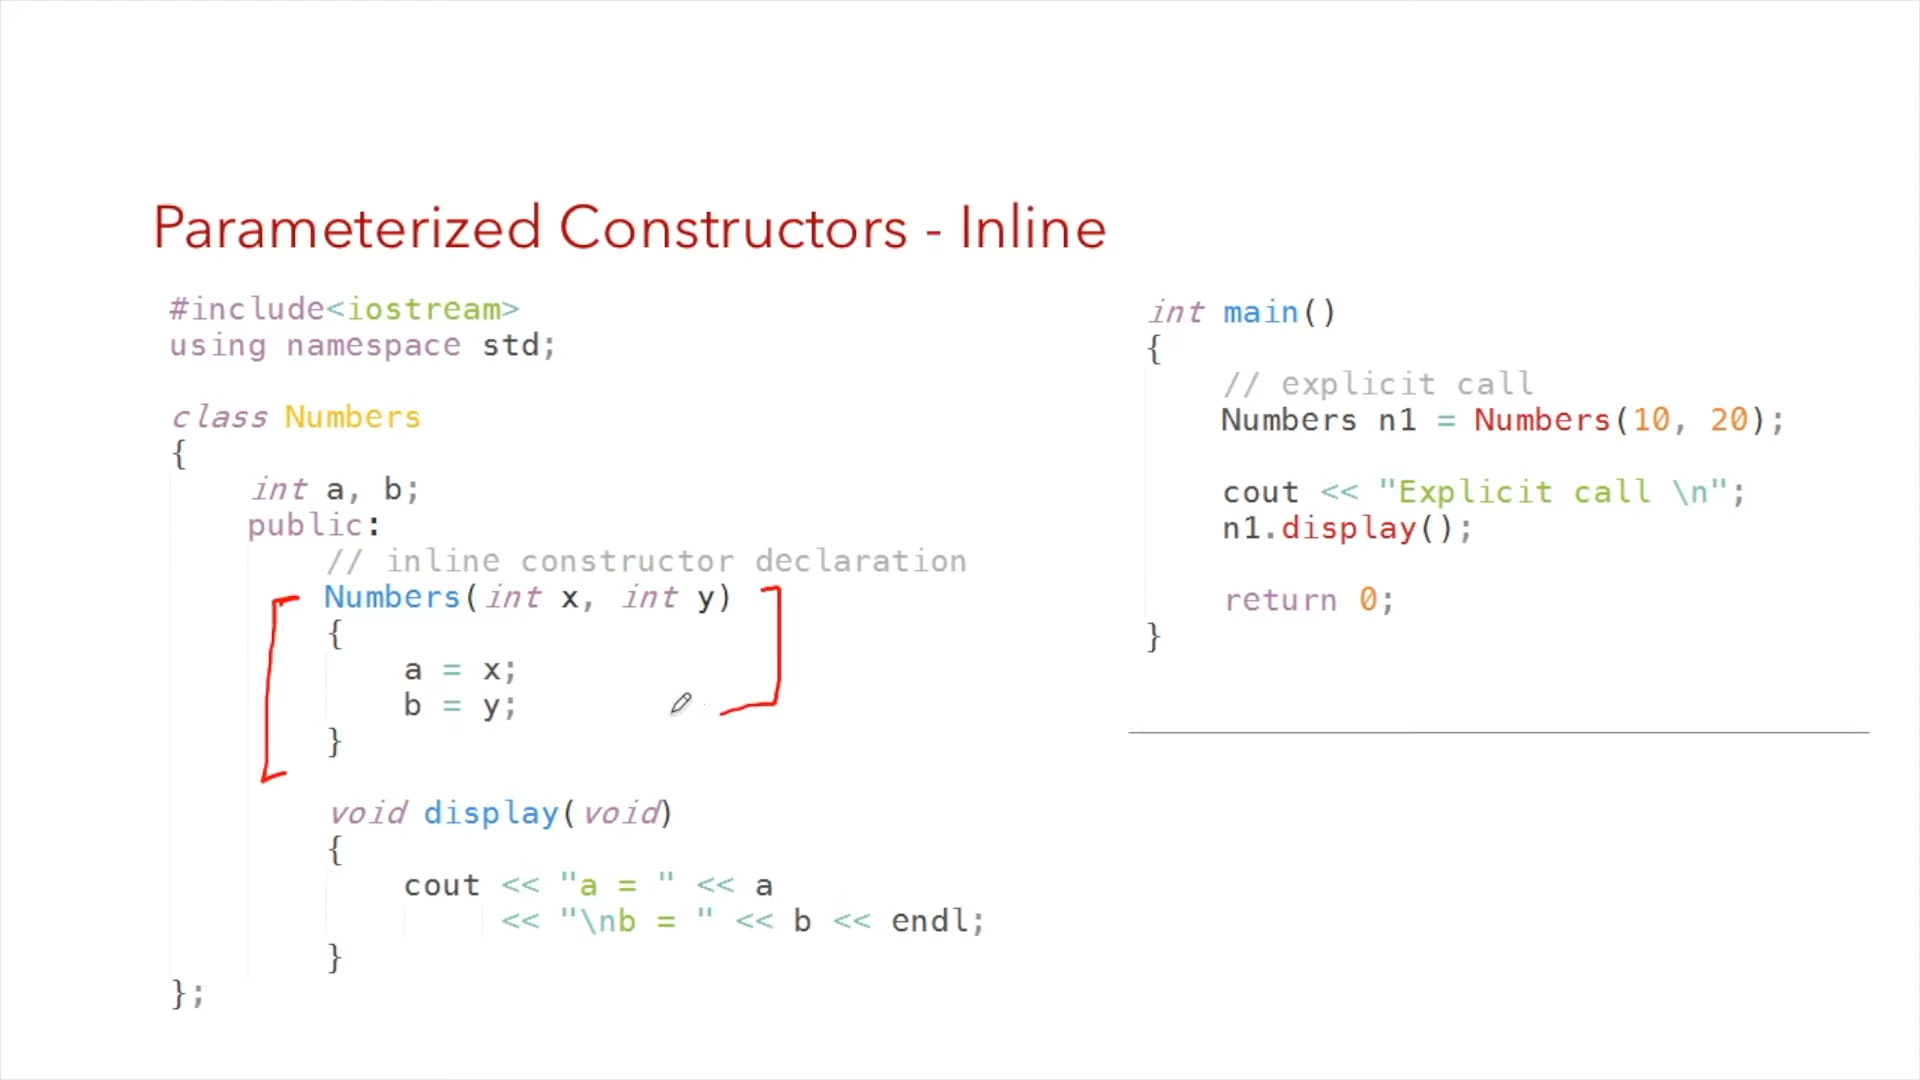 Parameterized Constructors - Inline
#include<iostream>
using namespace std;
class Numbers
{
int a, b;
public:
// inline constructor declaration
Numbers(int x, int y)
{
a = x;
b = y;
}
void display(void)
{
cout << "a = " << a
<< "\nb = " << b << endl;
}
};
int main()
{
// explicit call
Numbers n1 = Numbers(10, 20);
cout << "Explicit call \n";
n1.display();
return 0;
}